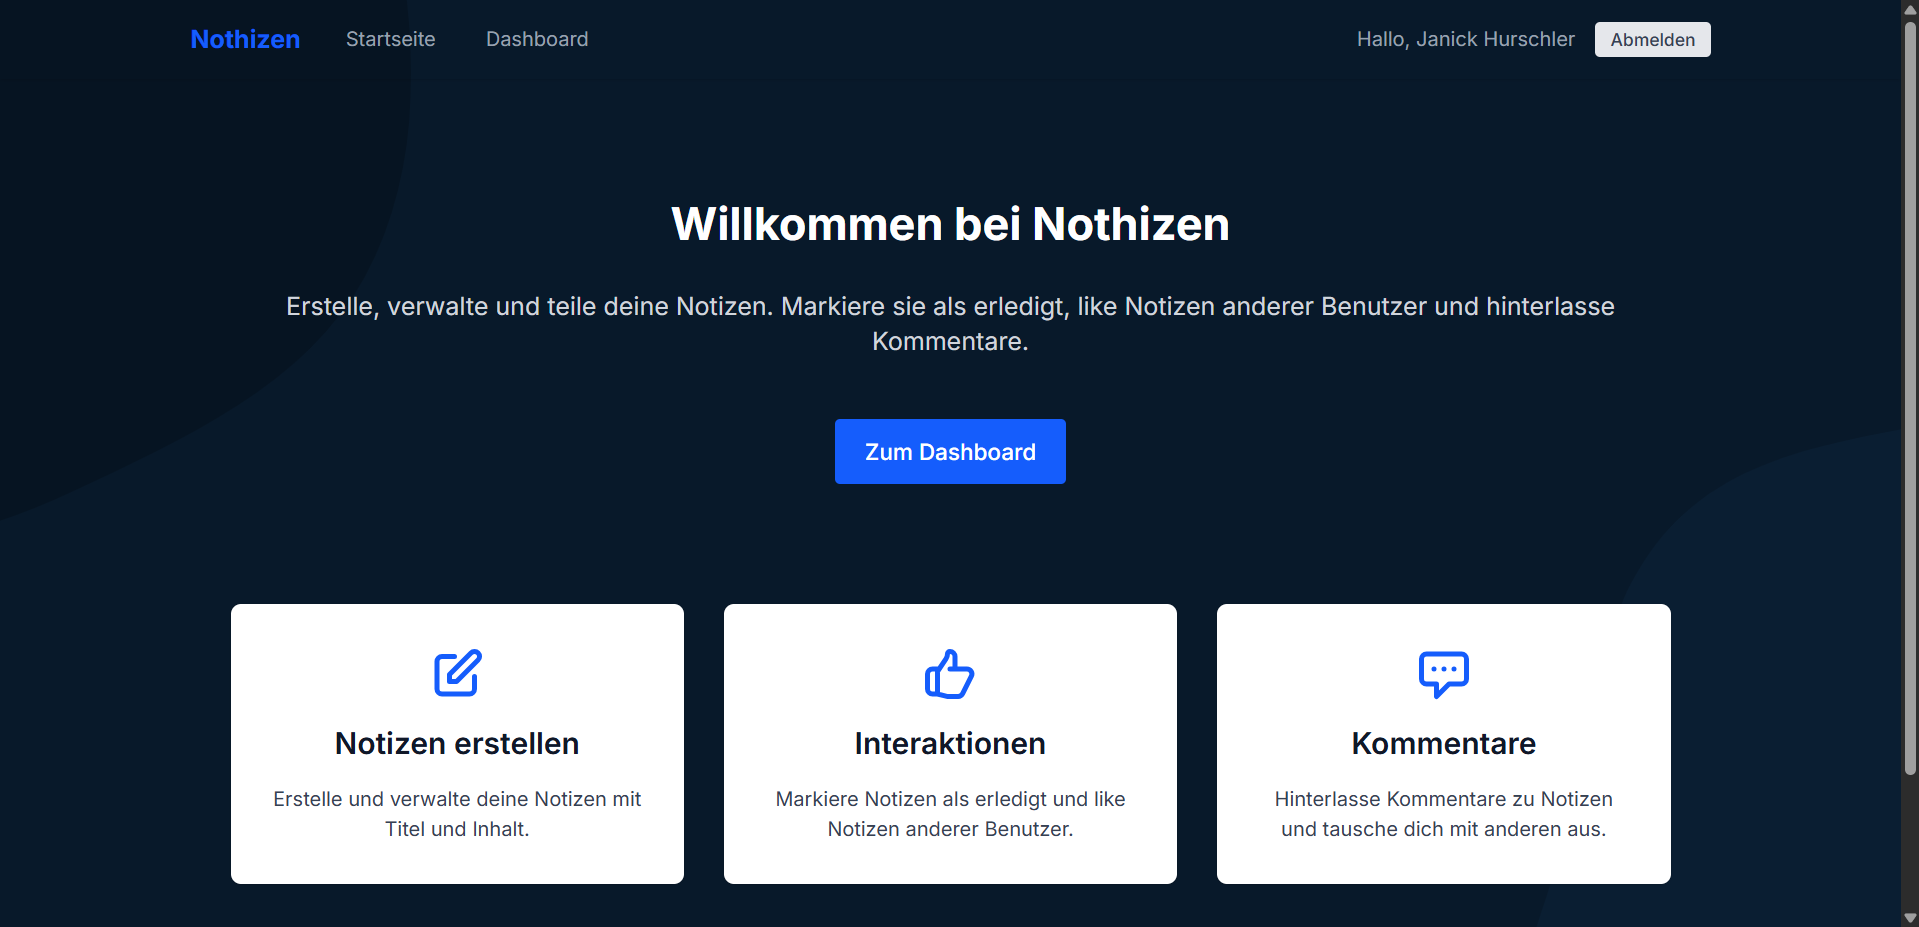 Nothizen Startseite Dashboard Hallo, Janick Hurschler Abmelden
Willkommen bei Nothizen
Erstelle, verwalte und teile deine Notizen. Markiere sie als erledigt, like Notizen anderer Benutzer und hinterlasse
Kommentare.
Zum Dashboard
Notizen erstellen
Erstelle und verwalte deine Notizen mit
Titel und Inhalt.
Interaktionen
Markiere Notizen als erledigt und like
Notizen anderer Benutzer.
Kommentare
Hinterlasse Kommentare zu Notizen
und tausche dich mit anderen aus.